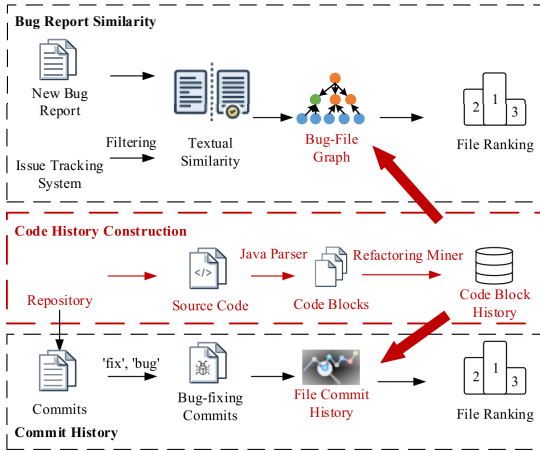 Bug Report Similarity
New Bug
Report
Issue Tracking
System
Filtering
Textual
Similarity
Bug-File
Graph
2 1 3
File Ranking
Code History Construction
Repository
Source Code
Java Parser
Code Blocks
Refactoring Miner
Code Block
History
Commits
'fix', 'bug'
Bug-fixing
Commits
File Commit
History
2 1 3
File Ranking
Commit History